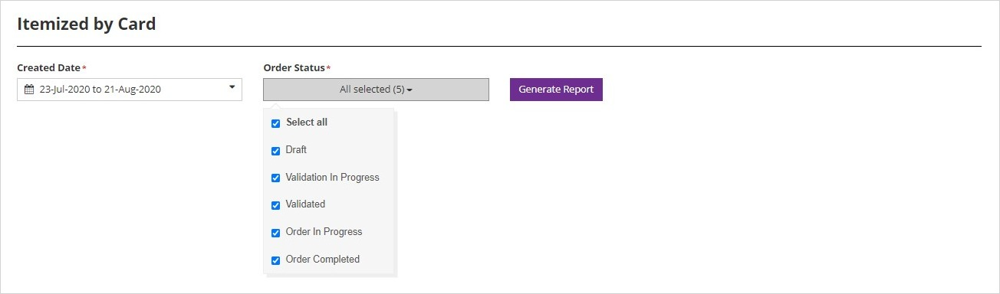 Itemized by Card
Created Date* Order Status*
23-Jul-2020 to 21-Aug-2020 All selected (5) Generate Report
Select all
Draft
Validation In Progress
Validated
Order In Progress
Order Completed